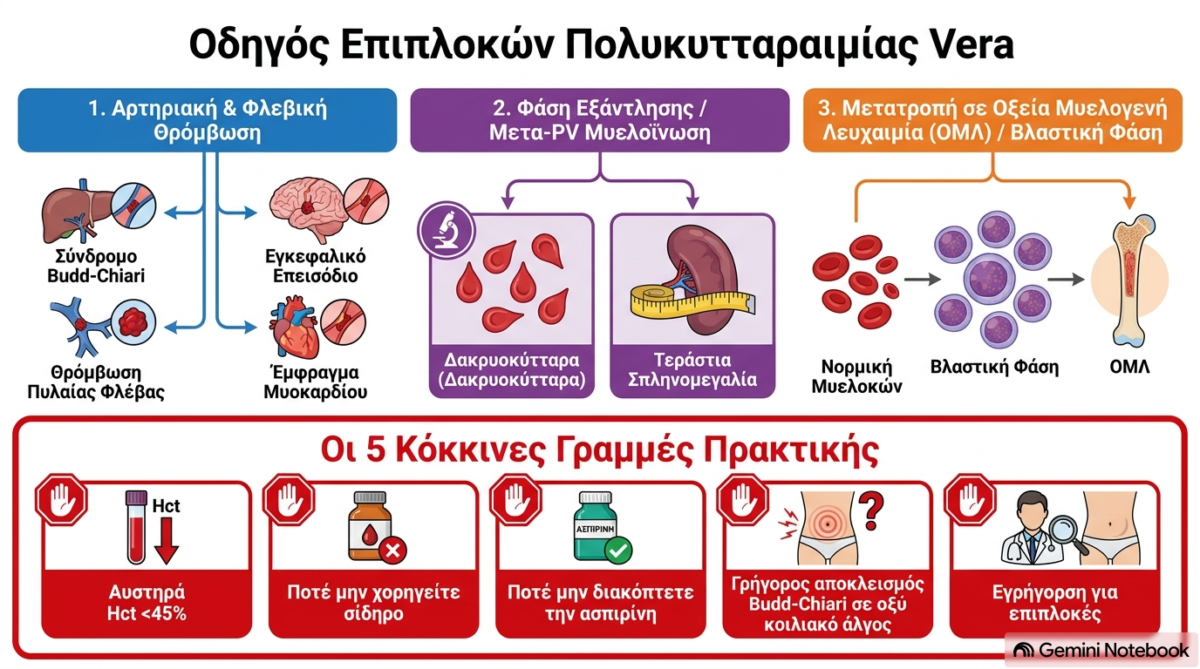 Οδηγός Επιπλοκών Πολυκυτταραιμίας Vera
1. Αρτηριακή & Φλεβική
Θρόμβωση
Σύνδρομο
Budd-Chiari
Εγκεφαλικό
Επεισόδιο
Θρόμβωση
Πυλαίας Φλέβας
Έμφραγμα
Μυοκαρδίου
2. Φάση Εξάντλησης /
Μετα-PV Μυελοΐνωση
Δακρυοκύτταρα
(Δακρυοκύτταρα)
Τεράστια
Σπληνομεγαλία
3. Μετατροπή σε Οξεία Μυελογενή
Λευχαιμία (ΟΜΛ) / Βλαστική Φάση
Νορμική
Μυελοκών
Βλαστική Φάση
ΟΜΛ
Οι 5 Κόκκινες Γραμμές Πρακτικής
Hct
Αυστηρά
Hct <45%
Ποτέ μην χορηγείτε
σίδηρο
ΑΣΠΙΡΙΝΗ
Ποτέ μην διακόπτετε
την ασπιρίνη
?
Γρήγορος αποκλεισμός
Budd-Chiari σε οξύ
κοιλιακό άλγος
Εγρήγορση για
επιπλοκές
Gemini Notebook